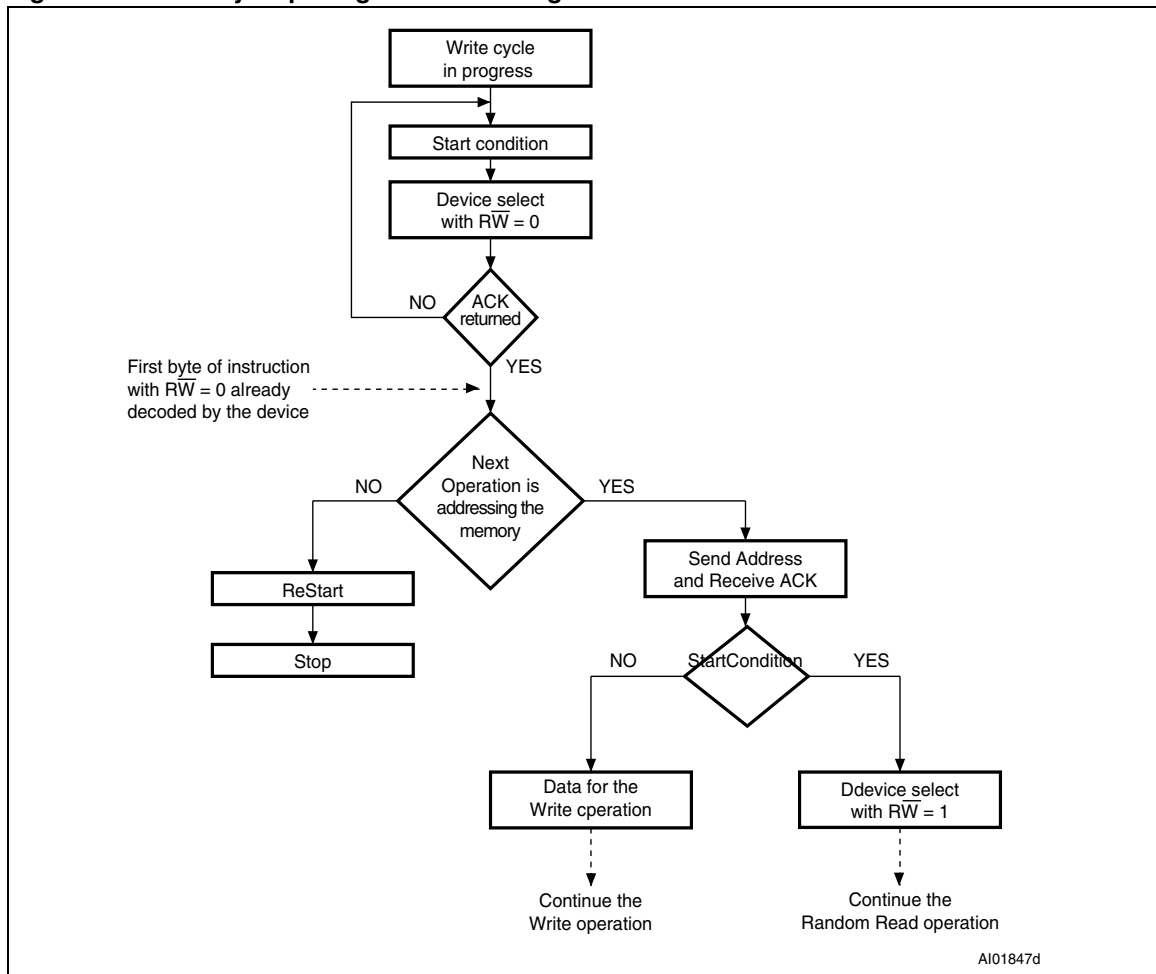 Write cycle
in progress
Start condition
Device select
with RW̅ = 0
NO
ACK
returned
YES
First byte of instruction
with RW̅ = 0 already
decoded by the device
Next
Operation is
addressing the
memory
NO
YES
Send Address
and Receive ACK
ReStart
Stop
StartCondition
NO
YES
Data for the
Write cperation
Ddevice select
with RW̅ = 1
Continue the
Write operation
Continue the
Random Read operation
AI01847d